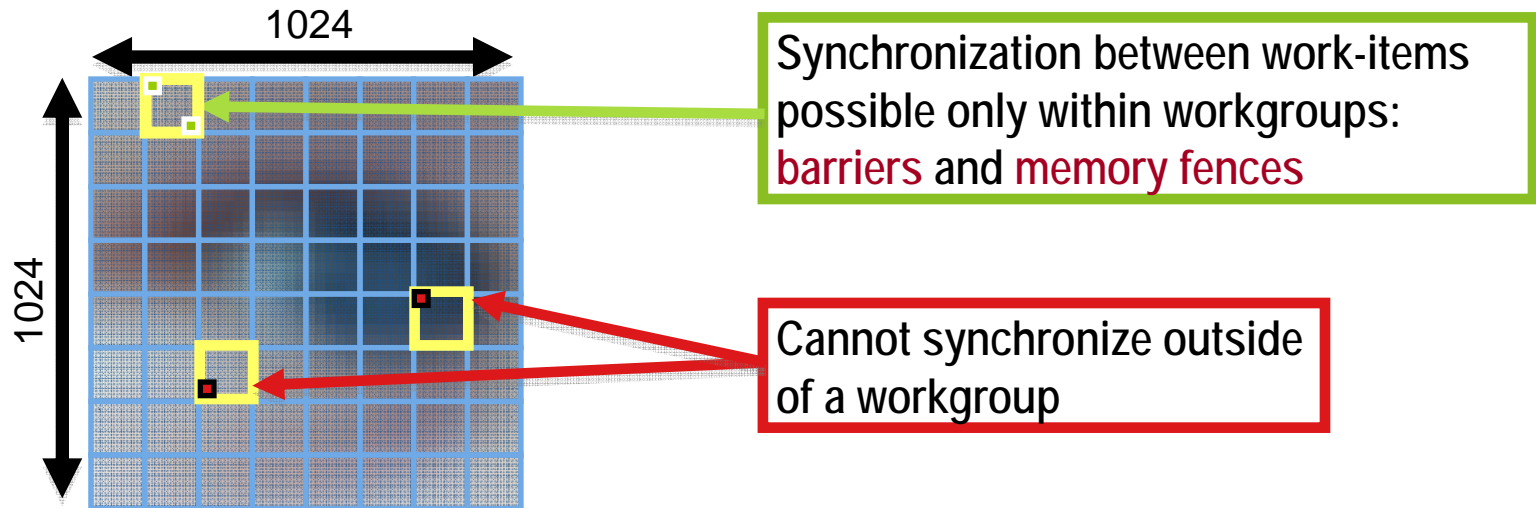 1024
1024
Synchronization between work-items
possible only within workgroups:
barriers and memory fences
Cannot synchronize outside
of a workgroup